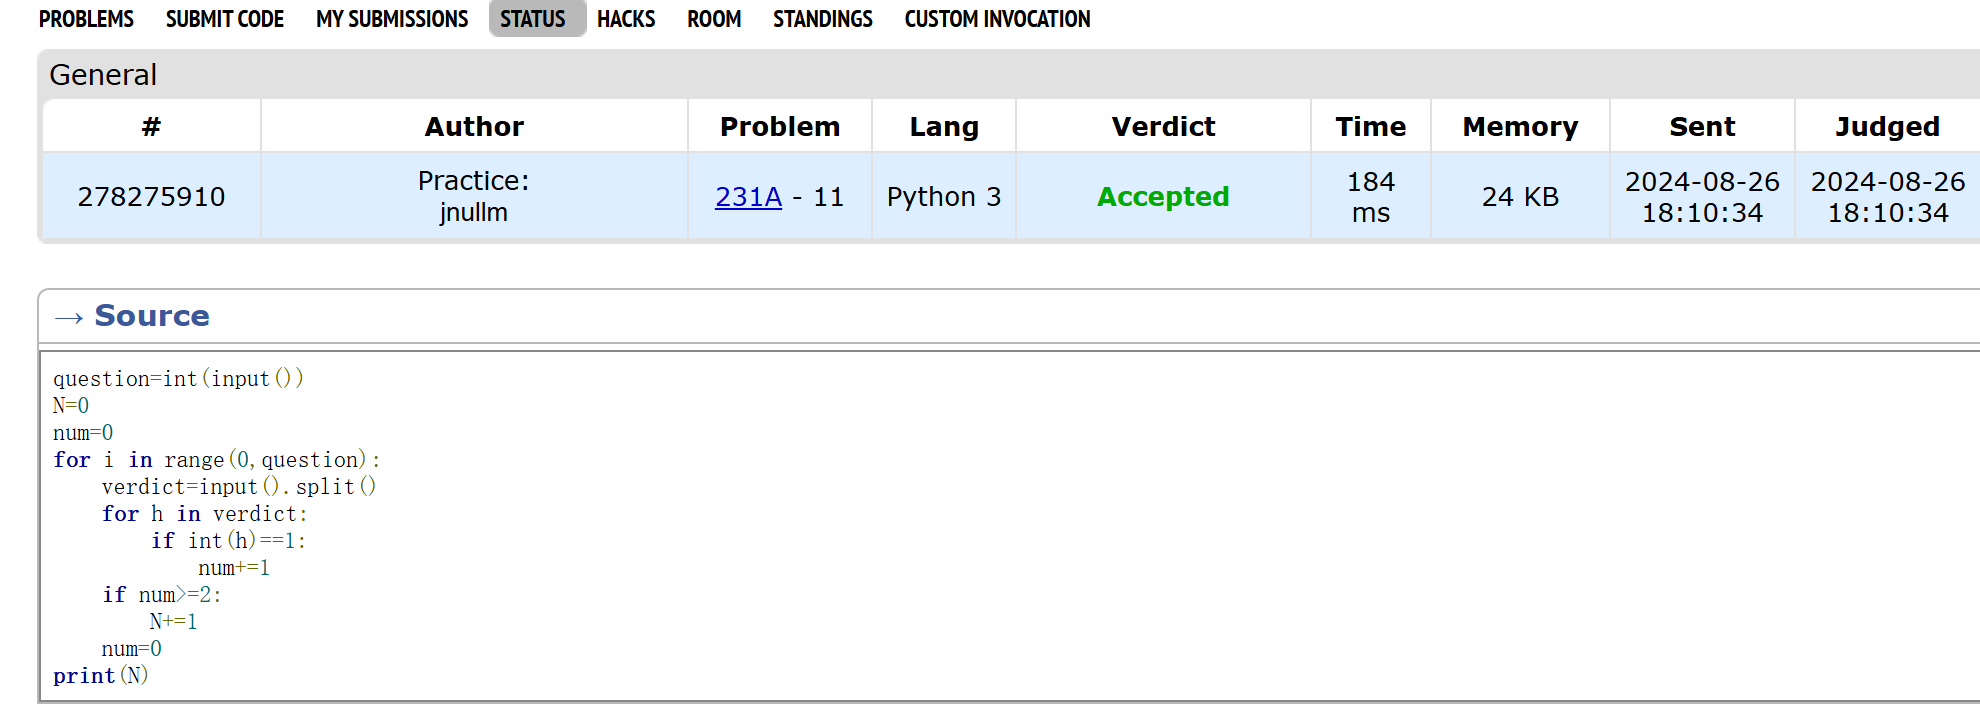 PROBLEMS SUBMIT CODE MY SUBMISSIONS STATUS HACKS ROOM STANDINGS CUSTOM INVOCATION
General
# Author Problem Lang Verdict Time Memory Sent Judged
278275910 Practice: jnullm 231A - 11 Python 3 Accepted 184 ms 24 KB 2024-08-26 18:10:34 2024-08-26 18:10:34
→ Source
question=int(input())
N=0
num=0
for i in range(0,question):
    verdict=input().split()
    for h in verdict:
        if int(h)==1:
            num+=1
    if num>=2:
        N+=1
    num=0
print(N)